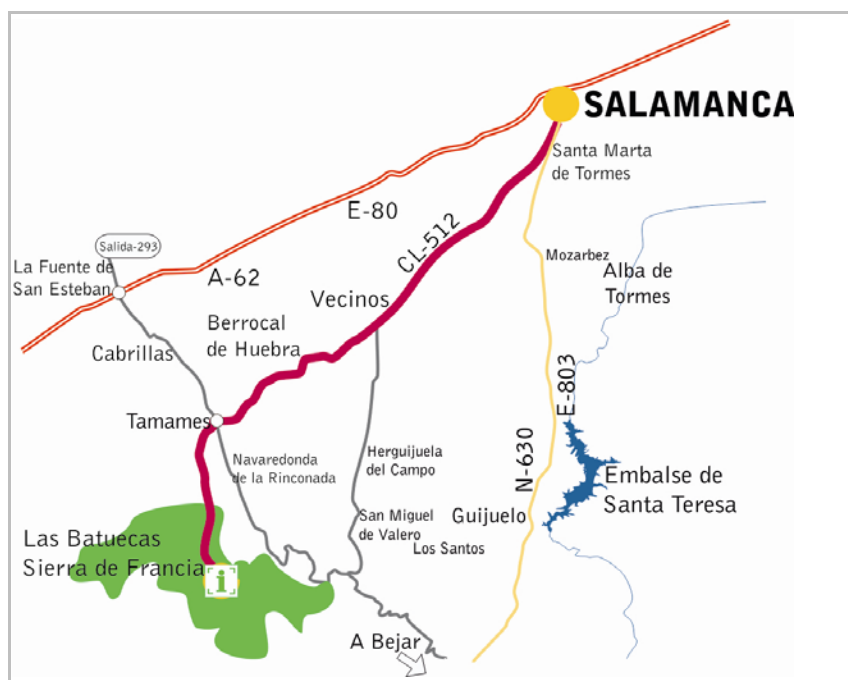 SALAMANCA
Santa Marta
de Tormes
E-80
CL-512
Salida-293
La Fuente de
San Esteban
A-62
Mozarbez
Alba de
Tormes
Vecinos
Berrocal
de Huebra
Cabrillas
E-803
Tamames
Navaredonda
de la Rinconada
Herguijuela
del Campo
N-630
Embalse de
Santa Teresa
San Miguel
de Valero
Guijuelo
Los Santos
Las Batuecas
Sierra de Francia
i
A Bejar